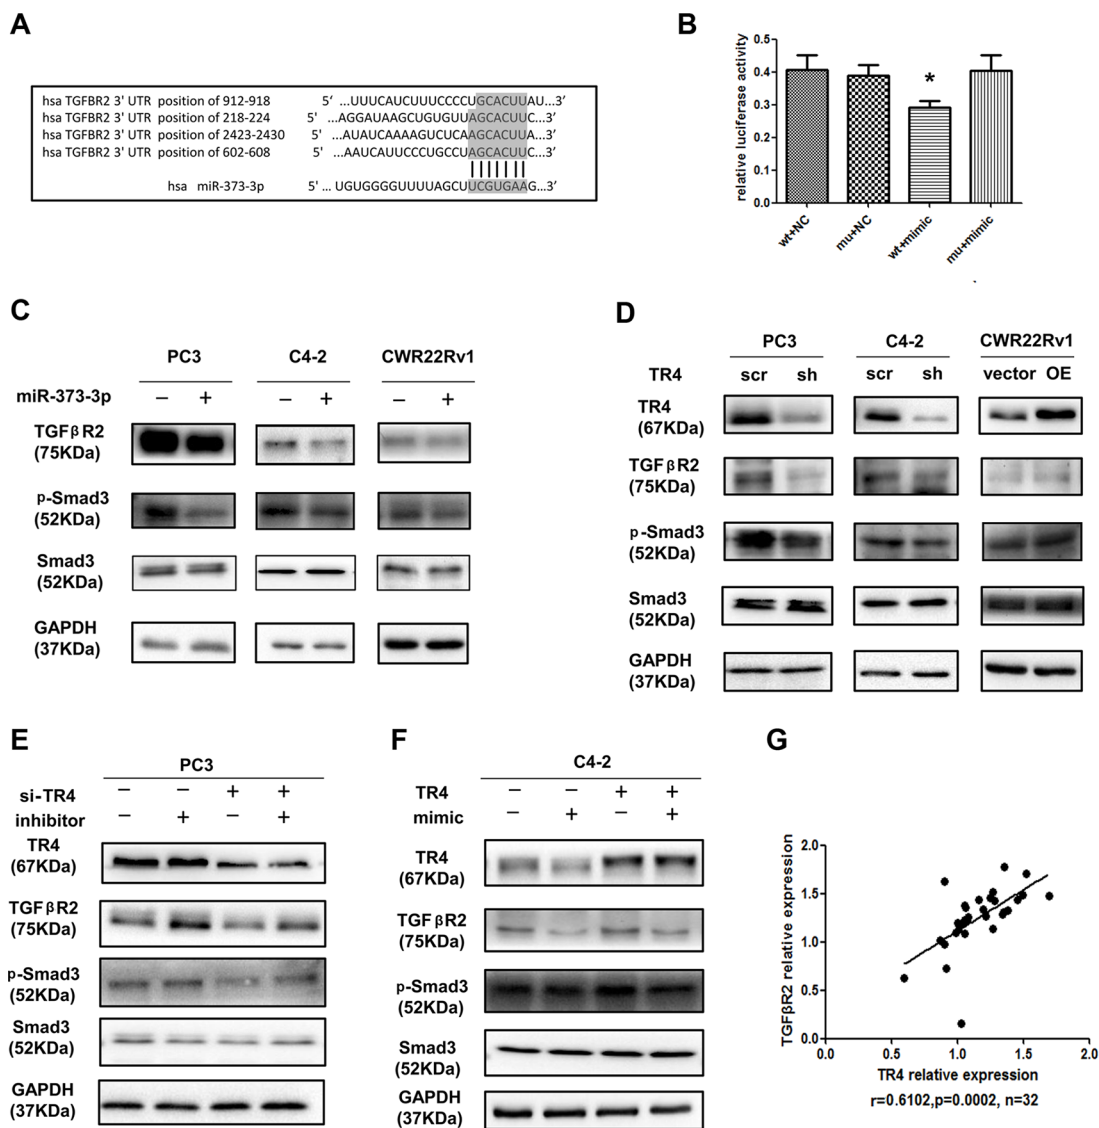 A
hsa TGFBR2 3' UTR position of 912-918 5' ...UUUCAUCUUUCCCCUGCACUUAU...3'
hsa TGFBR2 3' UTR position of 218-224 5' ...AGGAUAAGCUGUGUUAGCACUUC...3'
hsa TGFBR2 3' UTR position of 2423-2430 5' ...AUAUCAAAAGUCUCAAGCACUUA...3'
hsa TGFBR2 3' UTR position of 602-608 5' ...AAUCAUUCCCUGCCUAGCACUUC...3'
hsa miR-373-3p 5' ... UGUGGGGUUUUAGCUUCGUGAAG...3'
B
relative luciferase activity
0.5
0.4
0.3
0.2
0.1
0.0
*
wt+NC
mu+NC
wt+mimic
mu+mimic
C
PC3 C4-2 CWR22Rv1
miR-373-3p − + − + − +
TGFβR2
(75KDa)
p-Smad3
(52KDa)
Smad3
(52KDa)
GAPDH
(37KDa)
D
PC3 C4-2 CWR22Rv1
TR4 scr sh scr sh vector OE
TR4
(67KDa)
TGFβR2
(75KDa)
p-Smad3
(52KDa)
Smad3
(52KDa)
GAPDH
(37KDa)
E
PC3
si-TR4 − − + +
inhibitor − + − +
TR4
(67KDa)
TGFβR2
(75KDa)
p-Smad3
(52KDa)
Smad3
(52KDa)
GAPDH
(37KDa)
F
C4-2
TR4 − − + +
mimic − + − +
TR4
(67KDa)
TGFβR2
(75KDa)
p-Smad3
(52KDa)
Smad3
(52KDa)
GAPDH
(37KDa)
G
TGFβR2 relative expression
2.0
1.5
1.0
0.5
0.0
0.0 0.5 1.0 1.5 2.0
TR4 relative expression
r=0.6102,p=0.0002, n=32